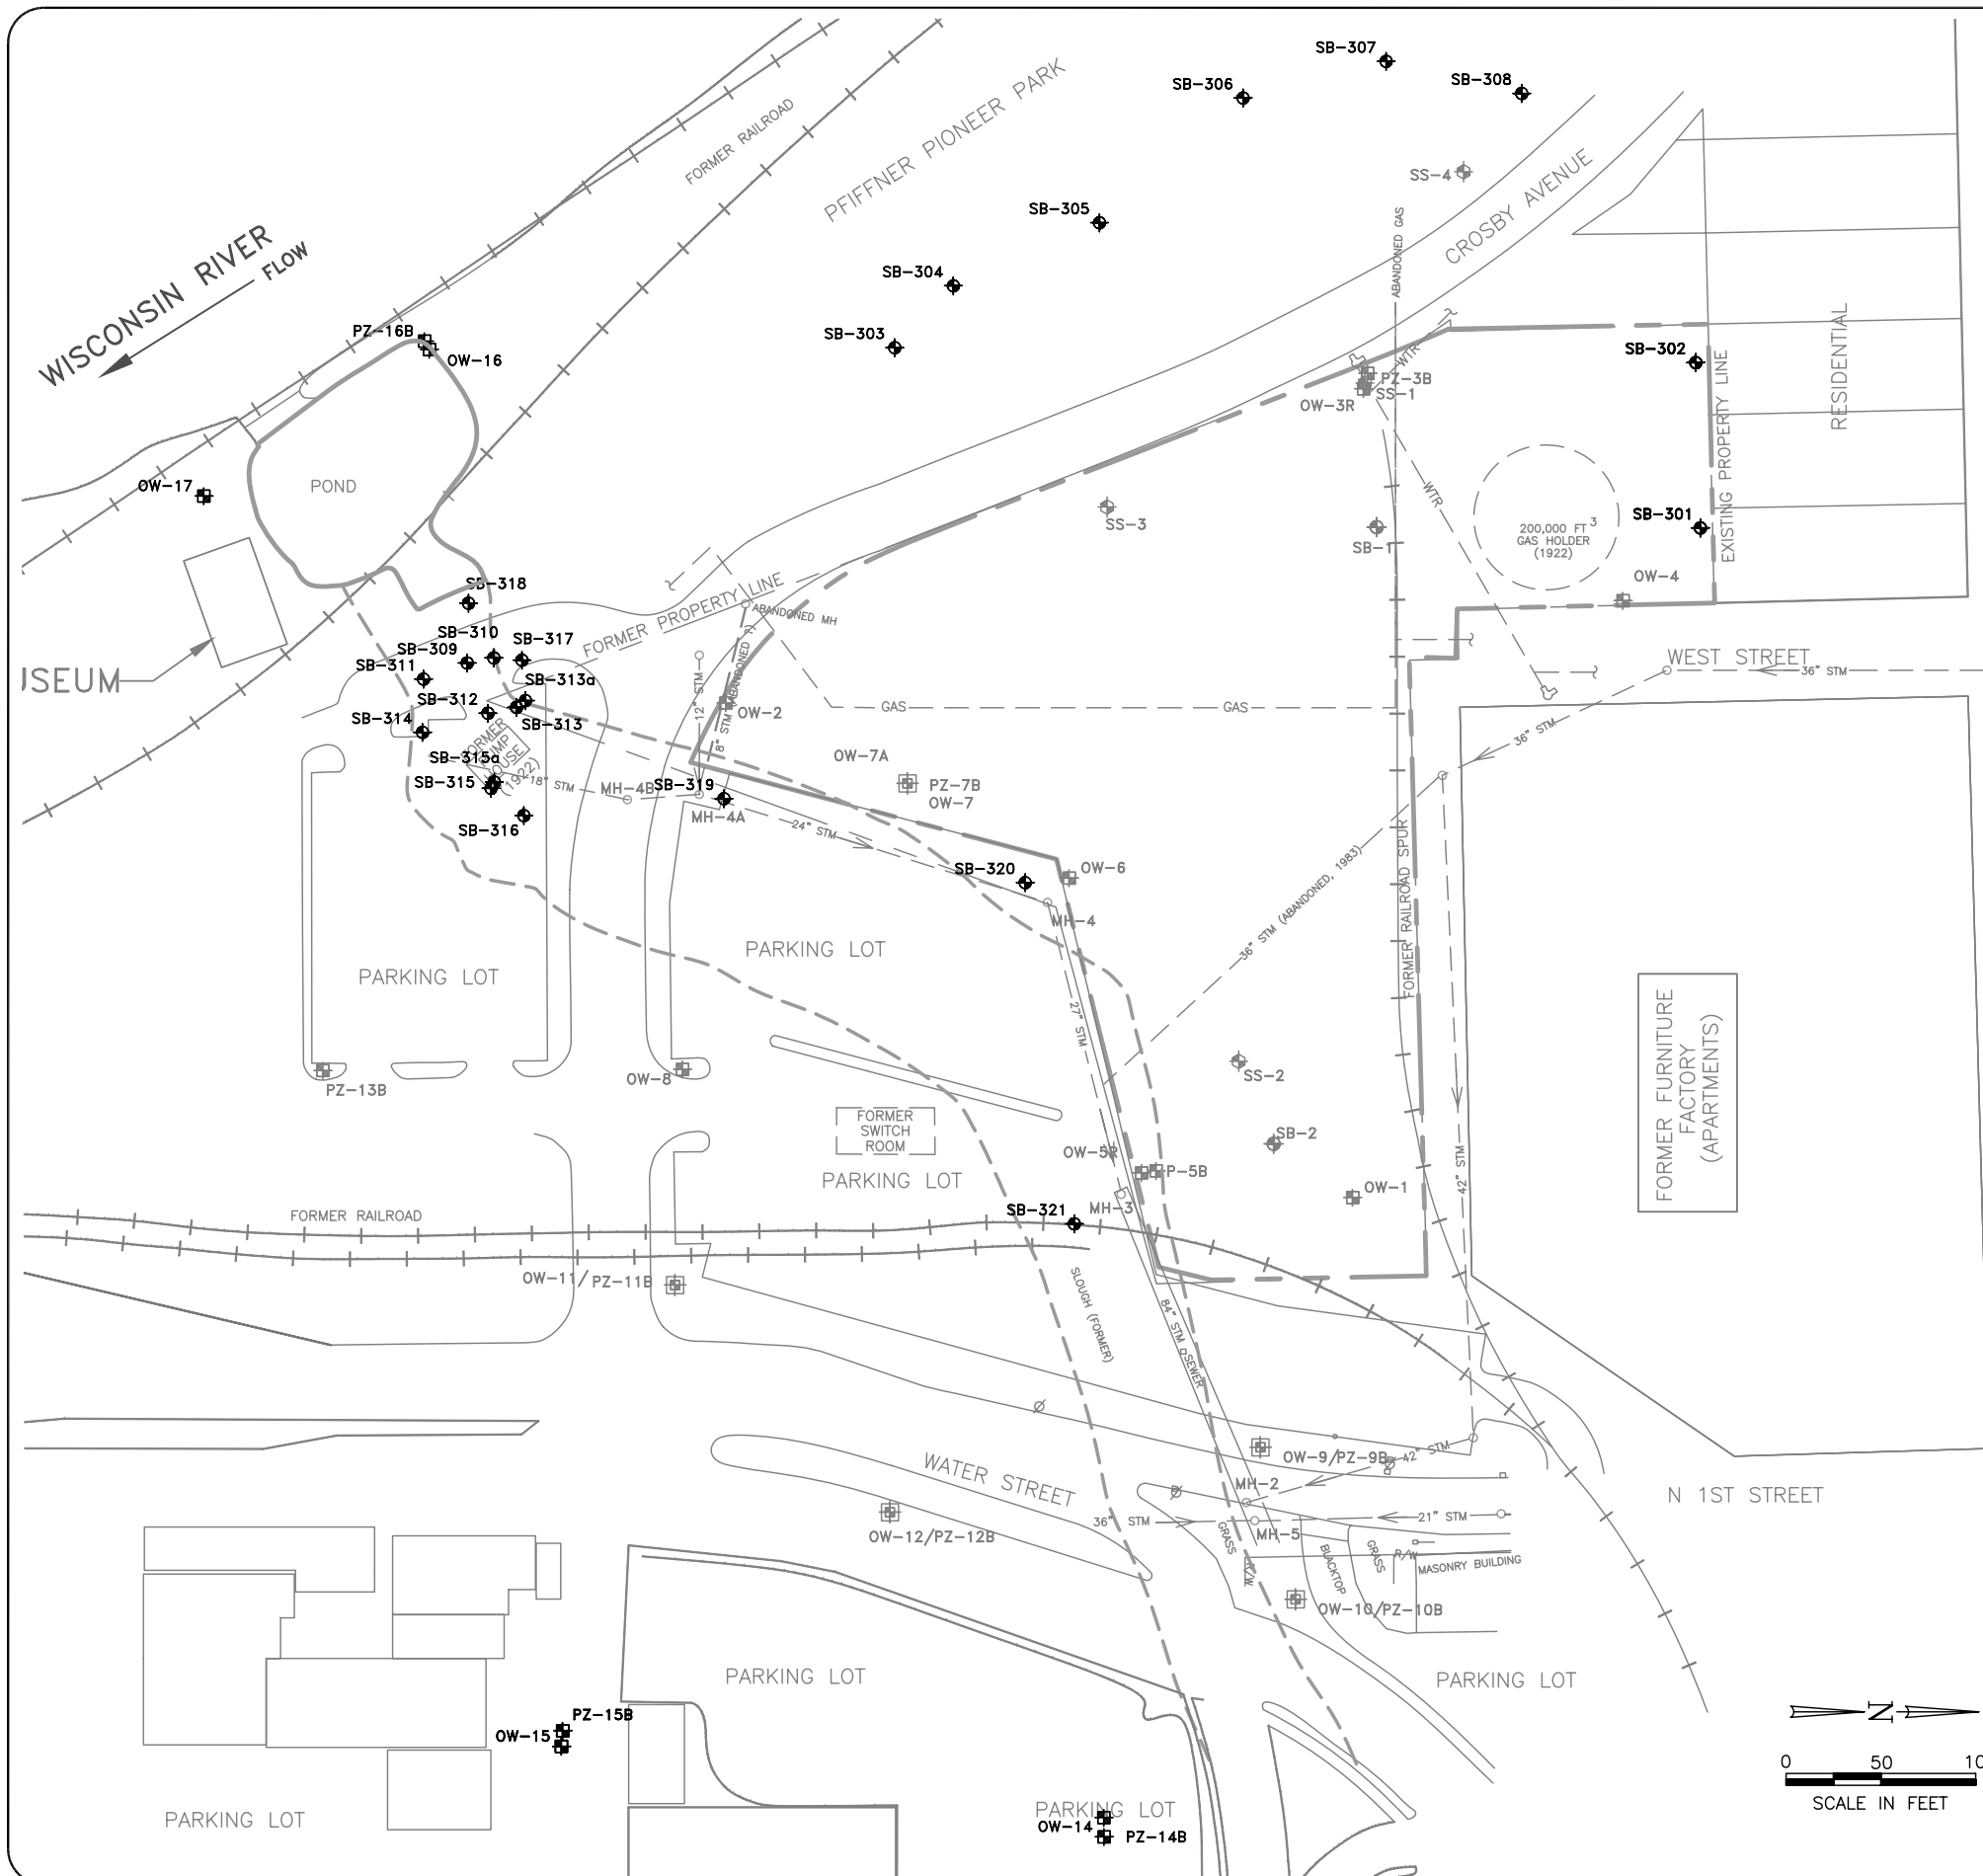 SB-307
SB-306
SB-308
PFIFFNER PIONEER PARK
FORMER RAILROAD
SS-4
CROSBY AVENUE
SB-305
ABANDONED GAS
WISCONSIN RIVER
FLOW
SB-304
SB-303
PZ-16B
OW-16
WTR
PZ-3B
SS-1
OW-3R
SB-302
EXISTING PROPERTY LINE
RESIDENTIAL
OW-17
POND
SS-3
SB-1
WTR
200,000 FT 3
GAS HOLDER
(1922)
SB-301
OW-4
SB-318
FORMER PROPERTY LINE
ABANDONED MH
SB-310
SB-317
SB-309
SB-311
USEUM
SB-313a
SB-312
SB-313
SB-314
12" STM
8" STM (ABANDONED ?)
OW-2
GAS
GAS
WEST STREET
36" STM
36" STM
FORMER
PUMP
HOUSE
(1922)
SB-315a
SB-315
18" STM
MH-4B
SB-319
MH-4A
SB-316
OW-7A
PZ-7B
OW-7
24" STM
SB-320
OW-6
MH-4
36" STM (ABANDONED, 1983)
FORMER RAILROAD SPUR
PARKING LOT
PARKING LOT
27" STM
FORMER FURNITURE
FACTORY
(APARTMENTS)
PZ-13B
OW-8
SS-2
FORMER
SWITCH
ROOM
SB-2
OW-5R
P-5B
PARKING LOT
OW-1
42" STM
FORMER RAILROAD
SB-321
MH-3
OW-11/PZ-11B
SLOUGH (FORMER)
84" STM SEWER
WATER STREET
OW-9/PZ-9B
42" STM
MH-2
N 1ST STREET
OW-12/PZ-12B
36" STM
21" STM
MH-5
GRASS
R/W
BLACKTOP
GRASS
R/W
MASONRY BUILDING
OW-10/PZ-10B
PARKING LOT
PARKING LOT
PZ-15B
OW-15
N
0 50 10
SCALE IN FEET
PARKING LOT
PARKING LOT
OW-14
PZ-14B